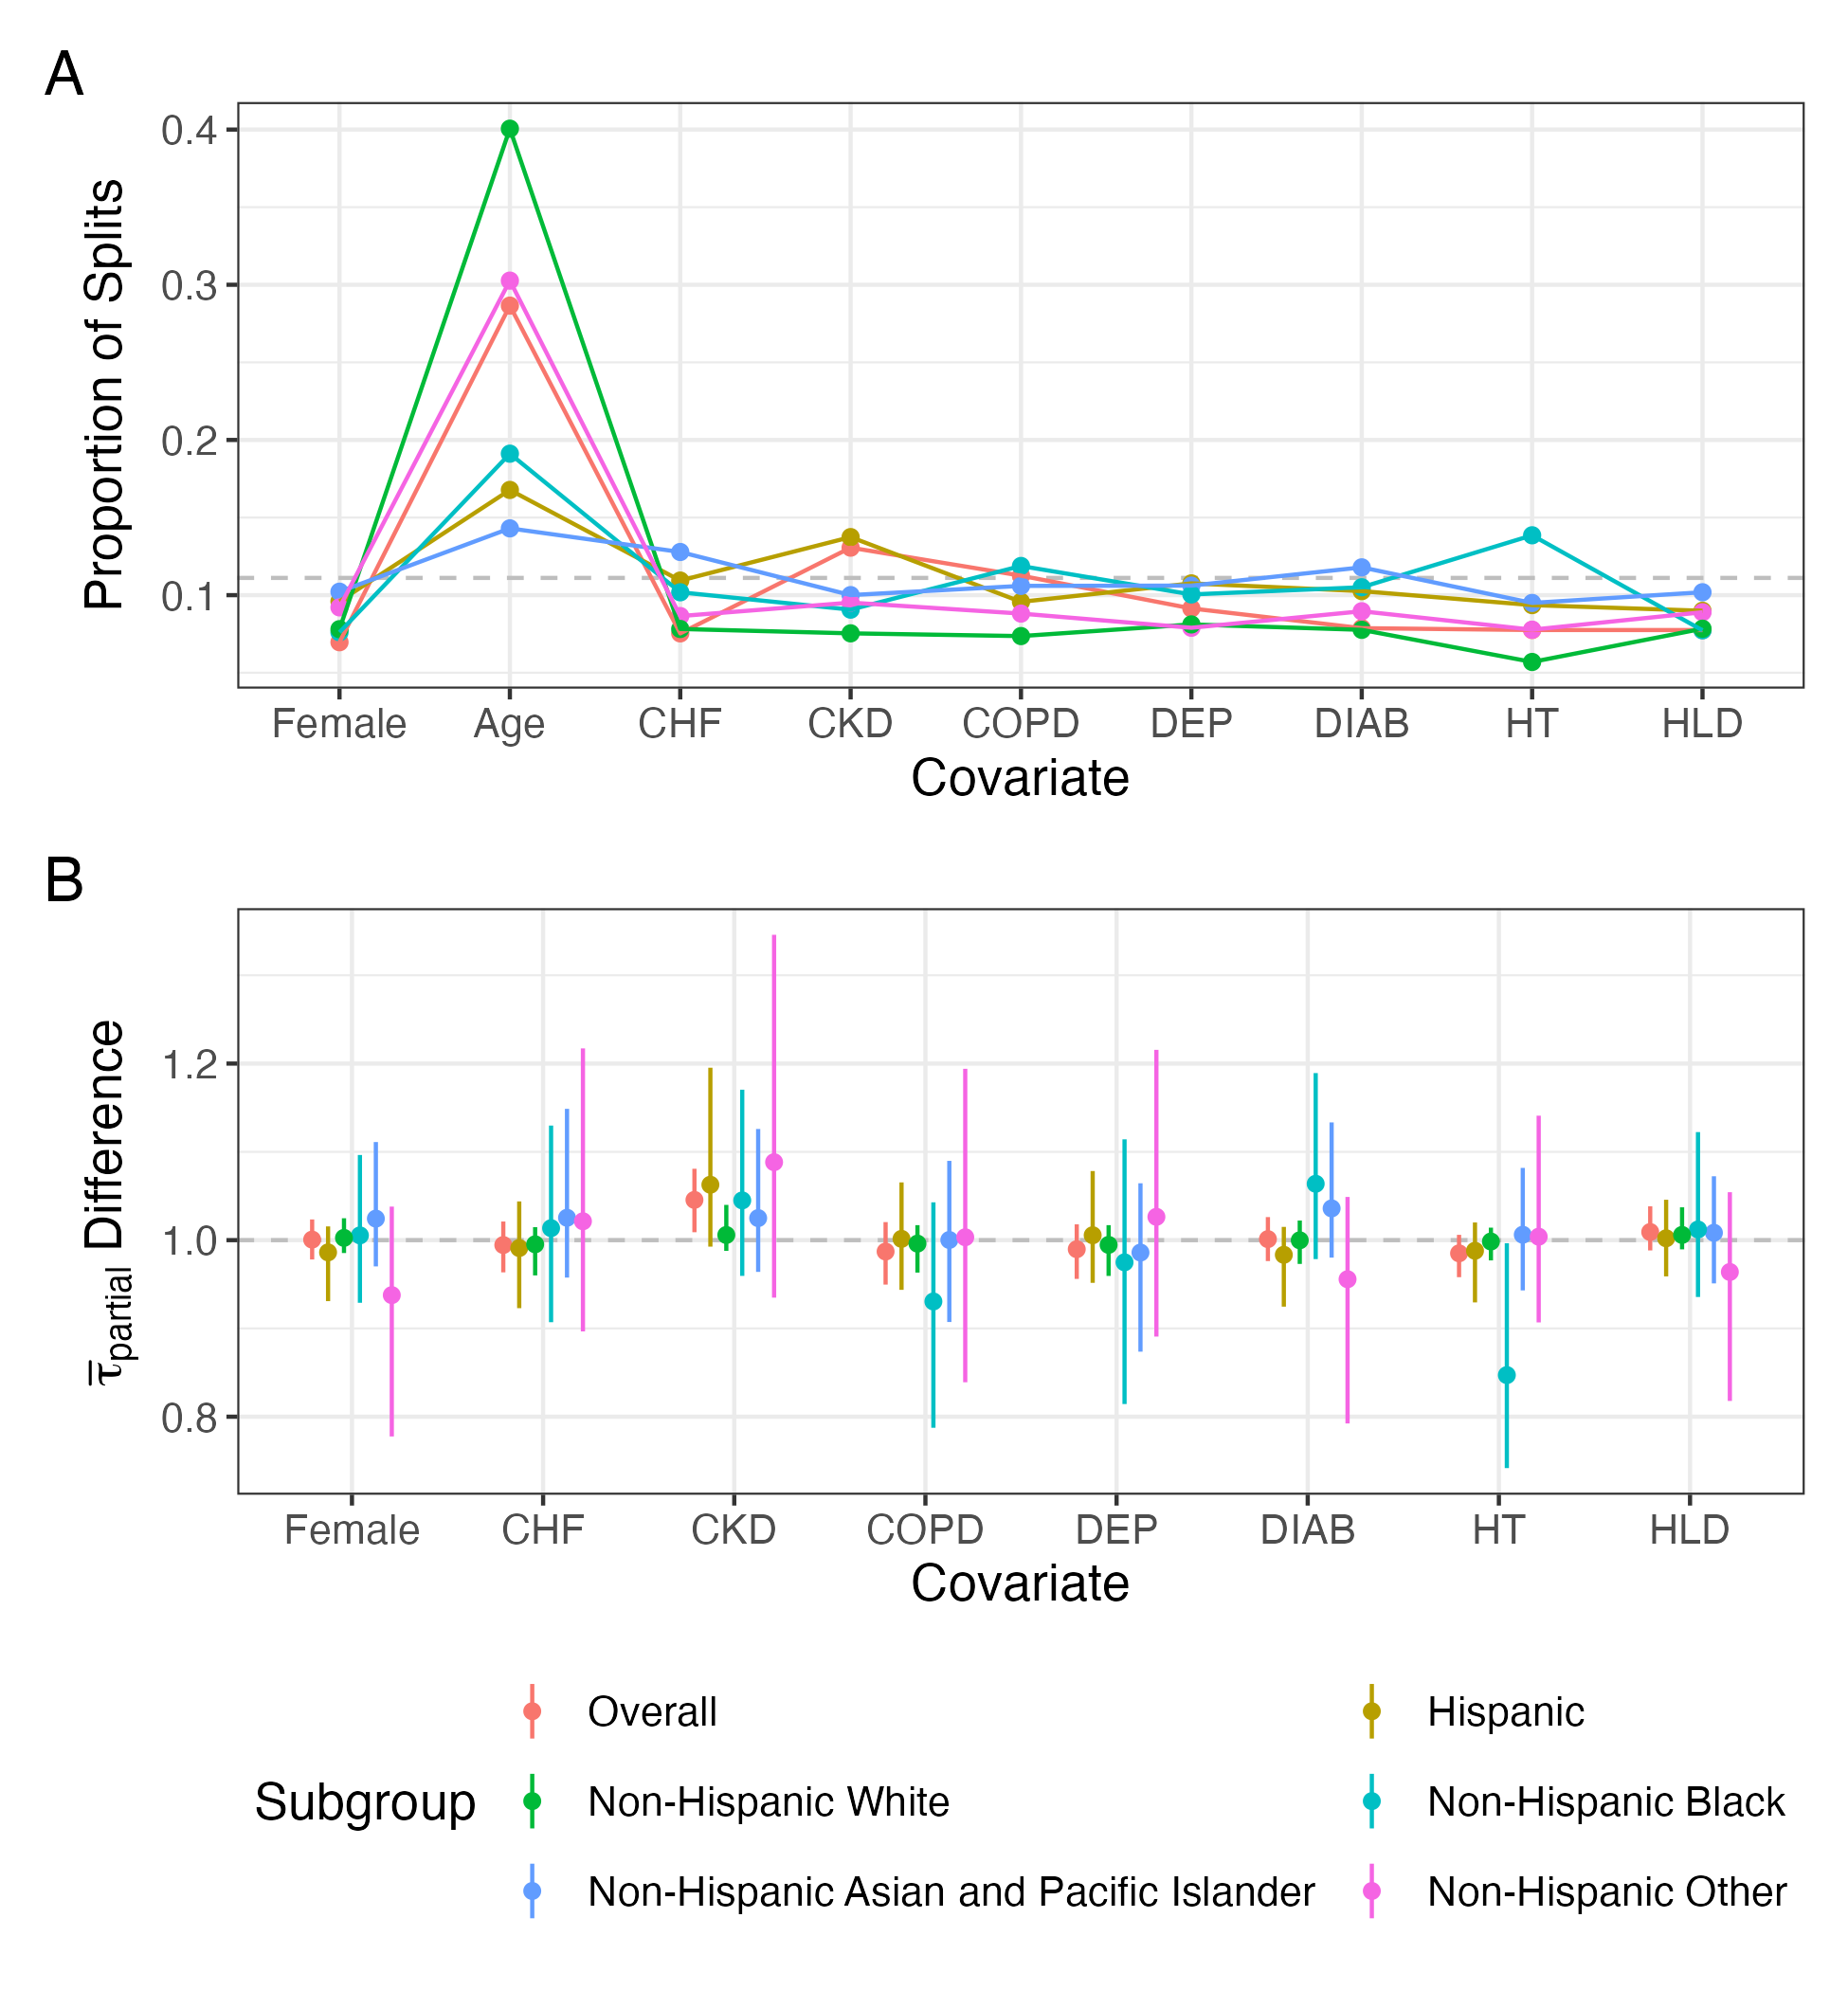 A
Proportion of Splits
0.4
0.3
0.2
0.1
Female Age CHF CKD COPD DEP DIAB HT HLD
Covariate
B
τ̅partial Difference
1.2
1.0
0.8
Female CHF CKD COPD DEP DIAB HT HLD
Covariate
Subgroup
Overall Hispanic
Non-Hispanic White Non-Hispanic Black
Non-Hispanic Asian and Pacific Islander Non-Hispanic Other